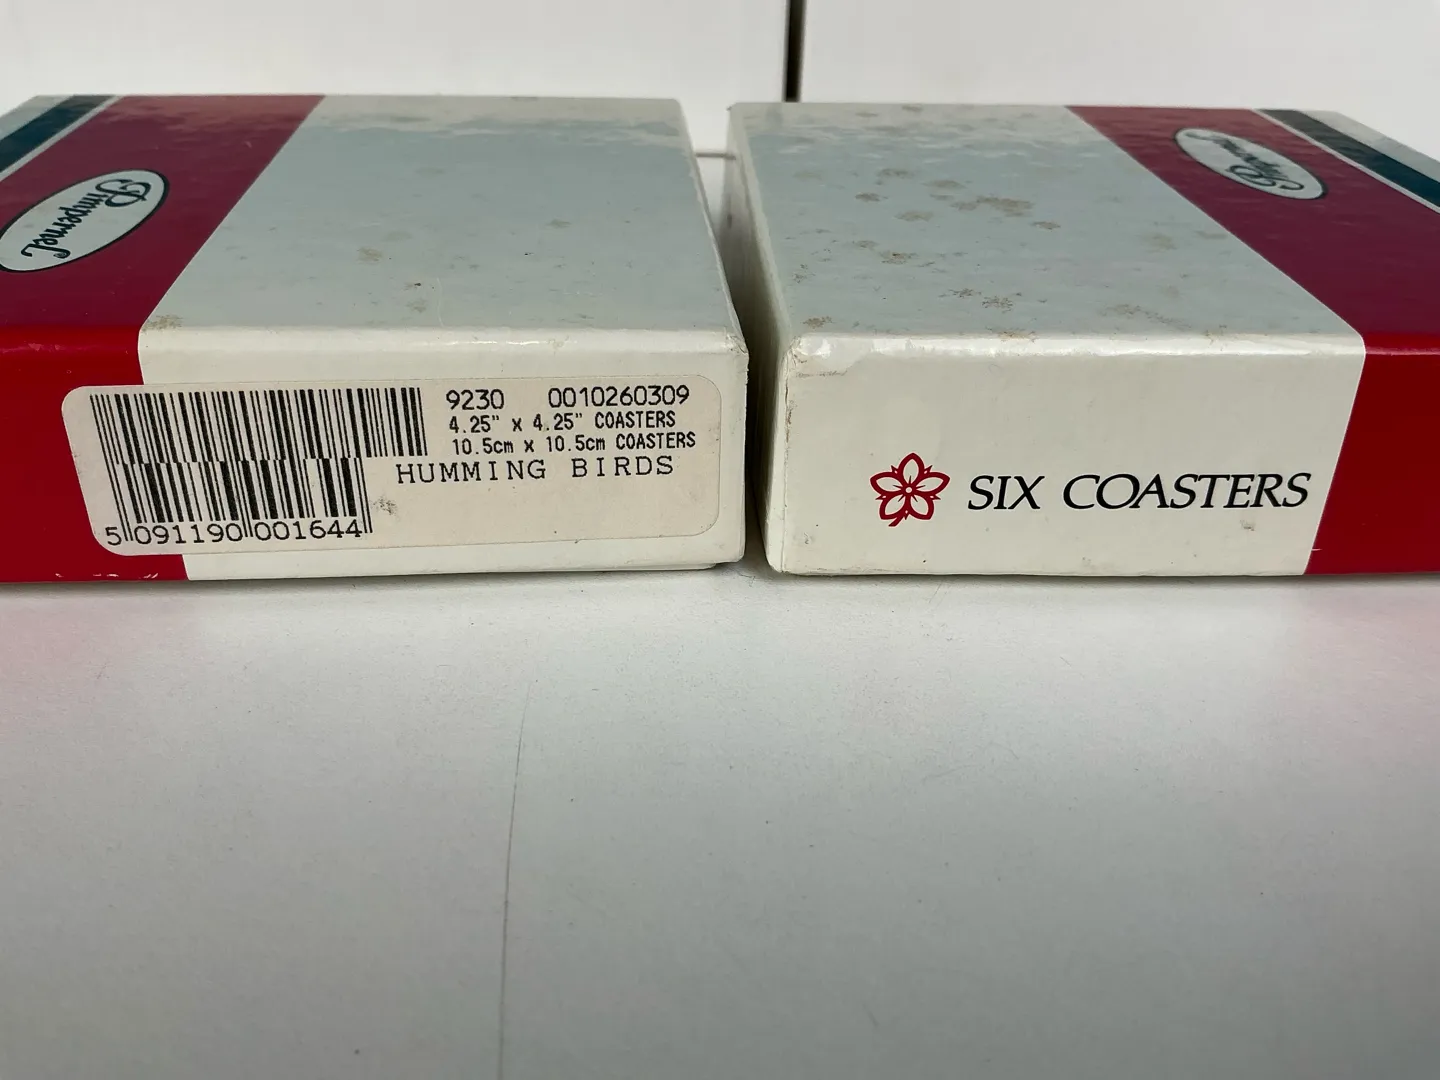 Pimpernel
Pimpernel
9230 0010260309
4.25" x 4.25" COASTERS
10.5cm x 10.5cm COASTERS
HUMMING BIRDS
5 091190 001644
SIX COASTERS